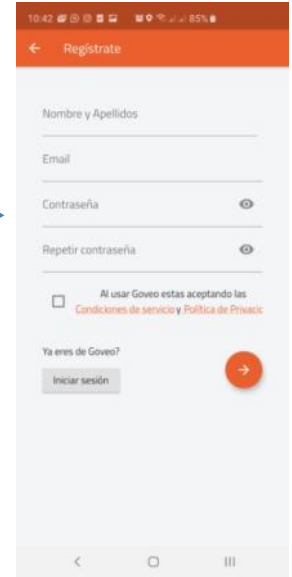 10:42 85%
← Regístrate
Nombre y Apellidos
Email
Contraseña
Repetir contraseña
Al usar Goveo estas aceptando las
Condiciones de servicio y Política de Privacic
Ya eres de Goveo?
Iniciar sesión